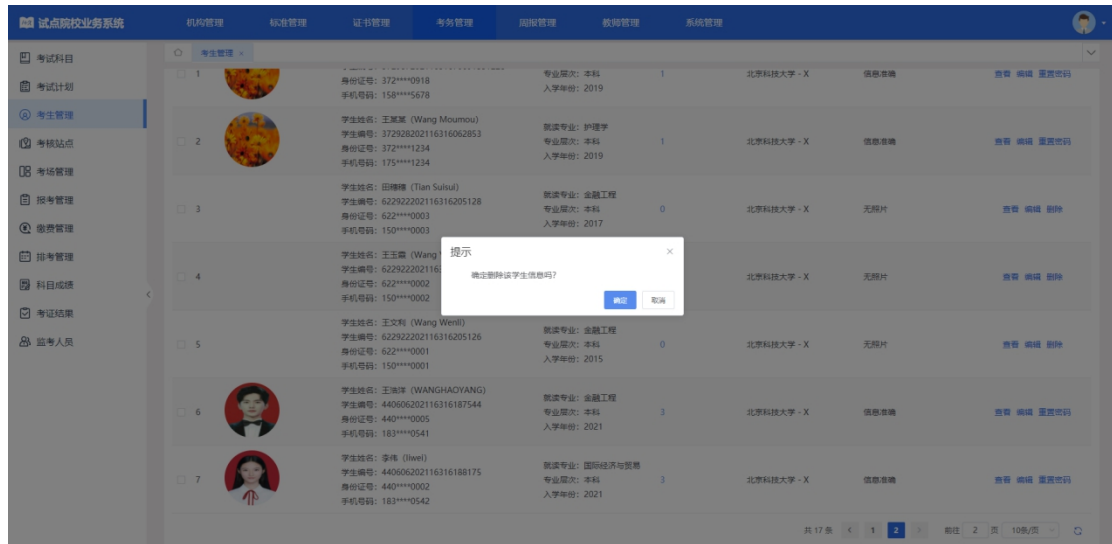 试点院校业务系统 机构管理 标准管理 证书管理 考务管理 周报管理 教师管理 系统管理
考试科目
考试计划
考生管理
考核站点
考场管理
报考管理
缴费管理
排考管理
科目成绩
考证结果
监考人员
考生管理 ×
1 身份证号：372****0918 专业层次：本科 1 北京科技大学 - X 信息准确 查看 编辑 重置密码
手机号码：158****5678 入学年份：2019
学生姓名：王某某（Wang Moumou）
学生编号：372928202116316062853 就读专业：护理学
2 身份证号：372****1234 专业层次：本科 1 北京科技大学 - X 信息准确 查看 编辑 重置密码
手机号码：175****1234 入学年份：2019
学生姓名：田穗穗（Tian Suisui）
学生编号：622922202116316205128 就读专业：金融工程
3 身份证号：622****0003 专业层次：本科 0 北京科技大学 - X 无照片 查看 编辑 删除
手机号码：150****0003 入学年份：2017
学生姓名：王玉霞（Wang
学生编号：6229222021163
4 身份证号：622****0002 北京科技大学 - X 无照片 查看 编辑 删除
手机号码：150****0002
提示 ×
确定删除该学生信息吗?
确定 取消
学生姓名：王文利（Wang Wenli）
学生编号：622922202116316205126 就读专业：金融工程
5 身份证号：622****0001 专业层次：本科 0 北京科技大学 - X 无照片 查看 编辑 删除
手机号码：150****0001 入学年份：2015
学生姓名：王浩洋（WANGHAOYANG）
学生编号：440606202116316187544 就读专业：金融工程
6 身份证号：440****0005 专业层次：本科 3 北京科技大学 - X 信息准确 查看 编辑 重置密码
手机号码：183****0541 入学年份：2021
学生姓名：李伟（liwei）
学生编号：440606202116316188175 就读专业：国际经济与贸易
7 身份证号：440****0002 专业层次：本科 3 北京科技大学 - X 信息准确 查看 编辑 重置密码
手机号码：183****0542 入学年份：2021
共 17 条 < 1 2 > 前往 2 页 10条/页